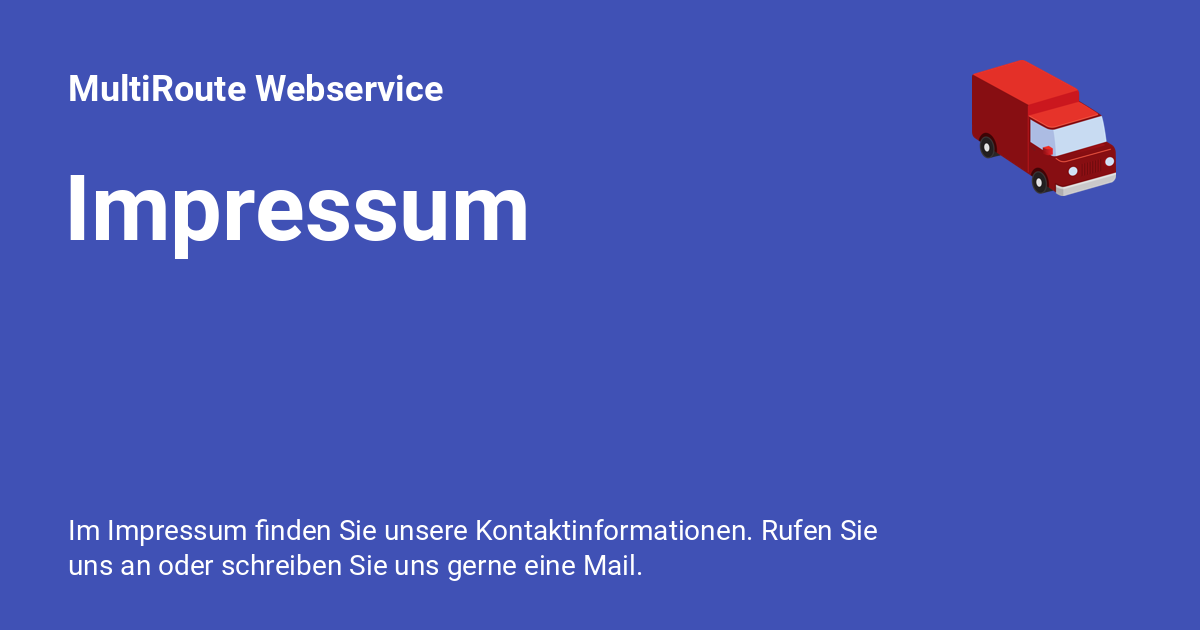 MultiRoute Webservice
Impressum
Im Impressum finden Sie unsere Kontaktinformationen. Rufen Sie
uns an oder schreiben Sie uns gerne eine Mail.